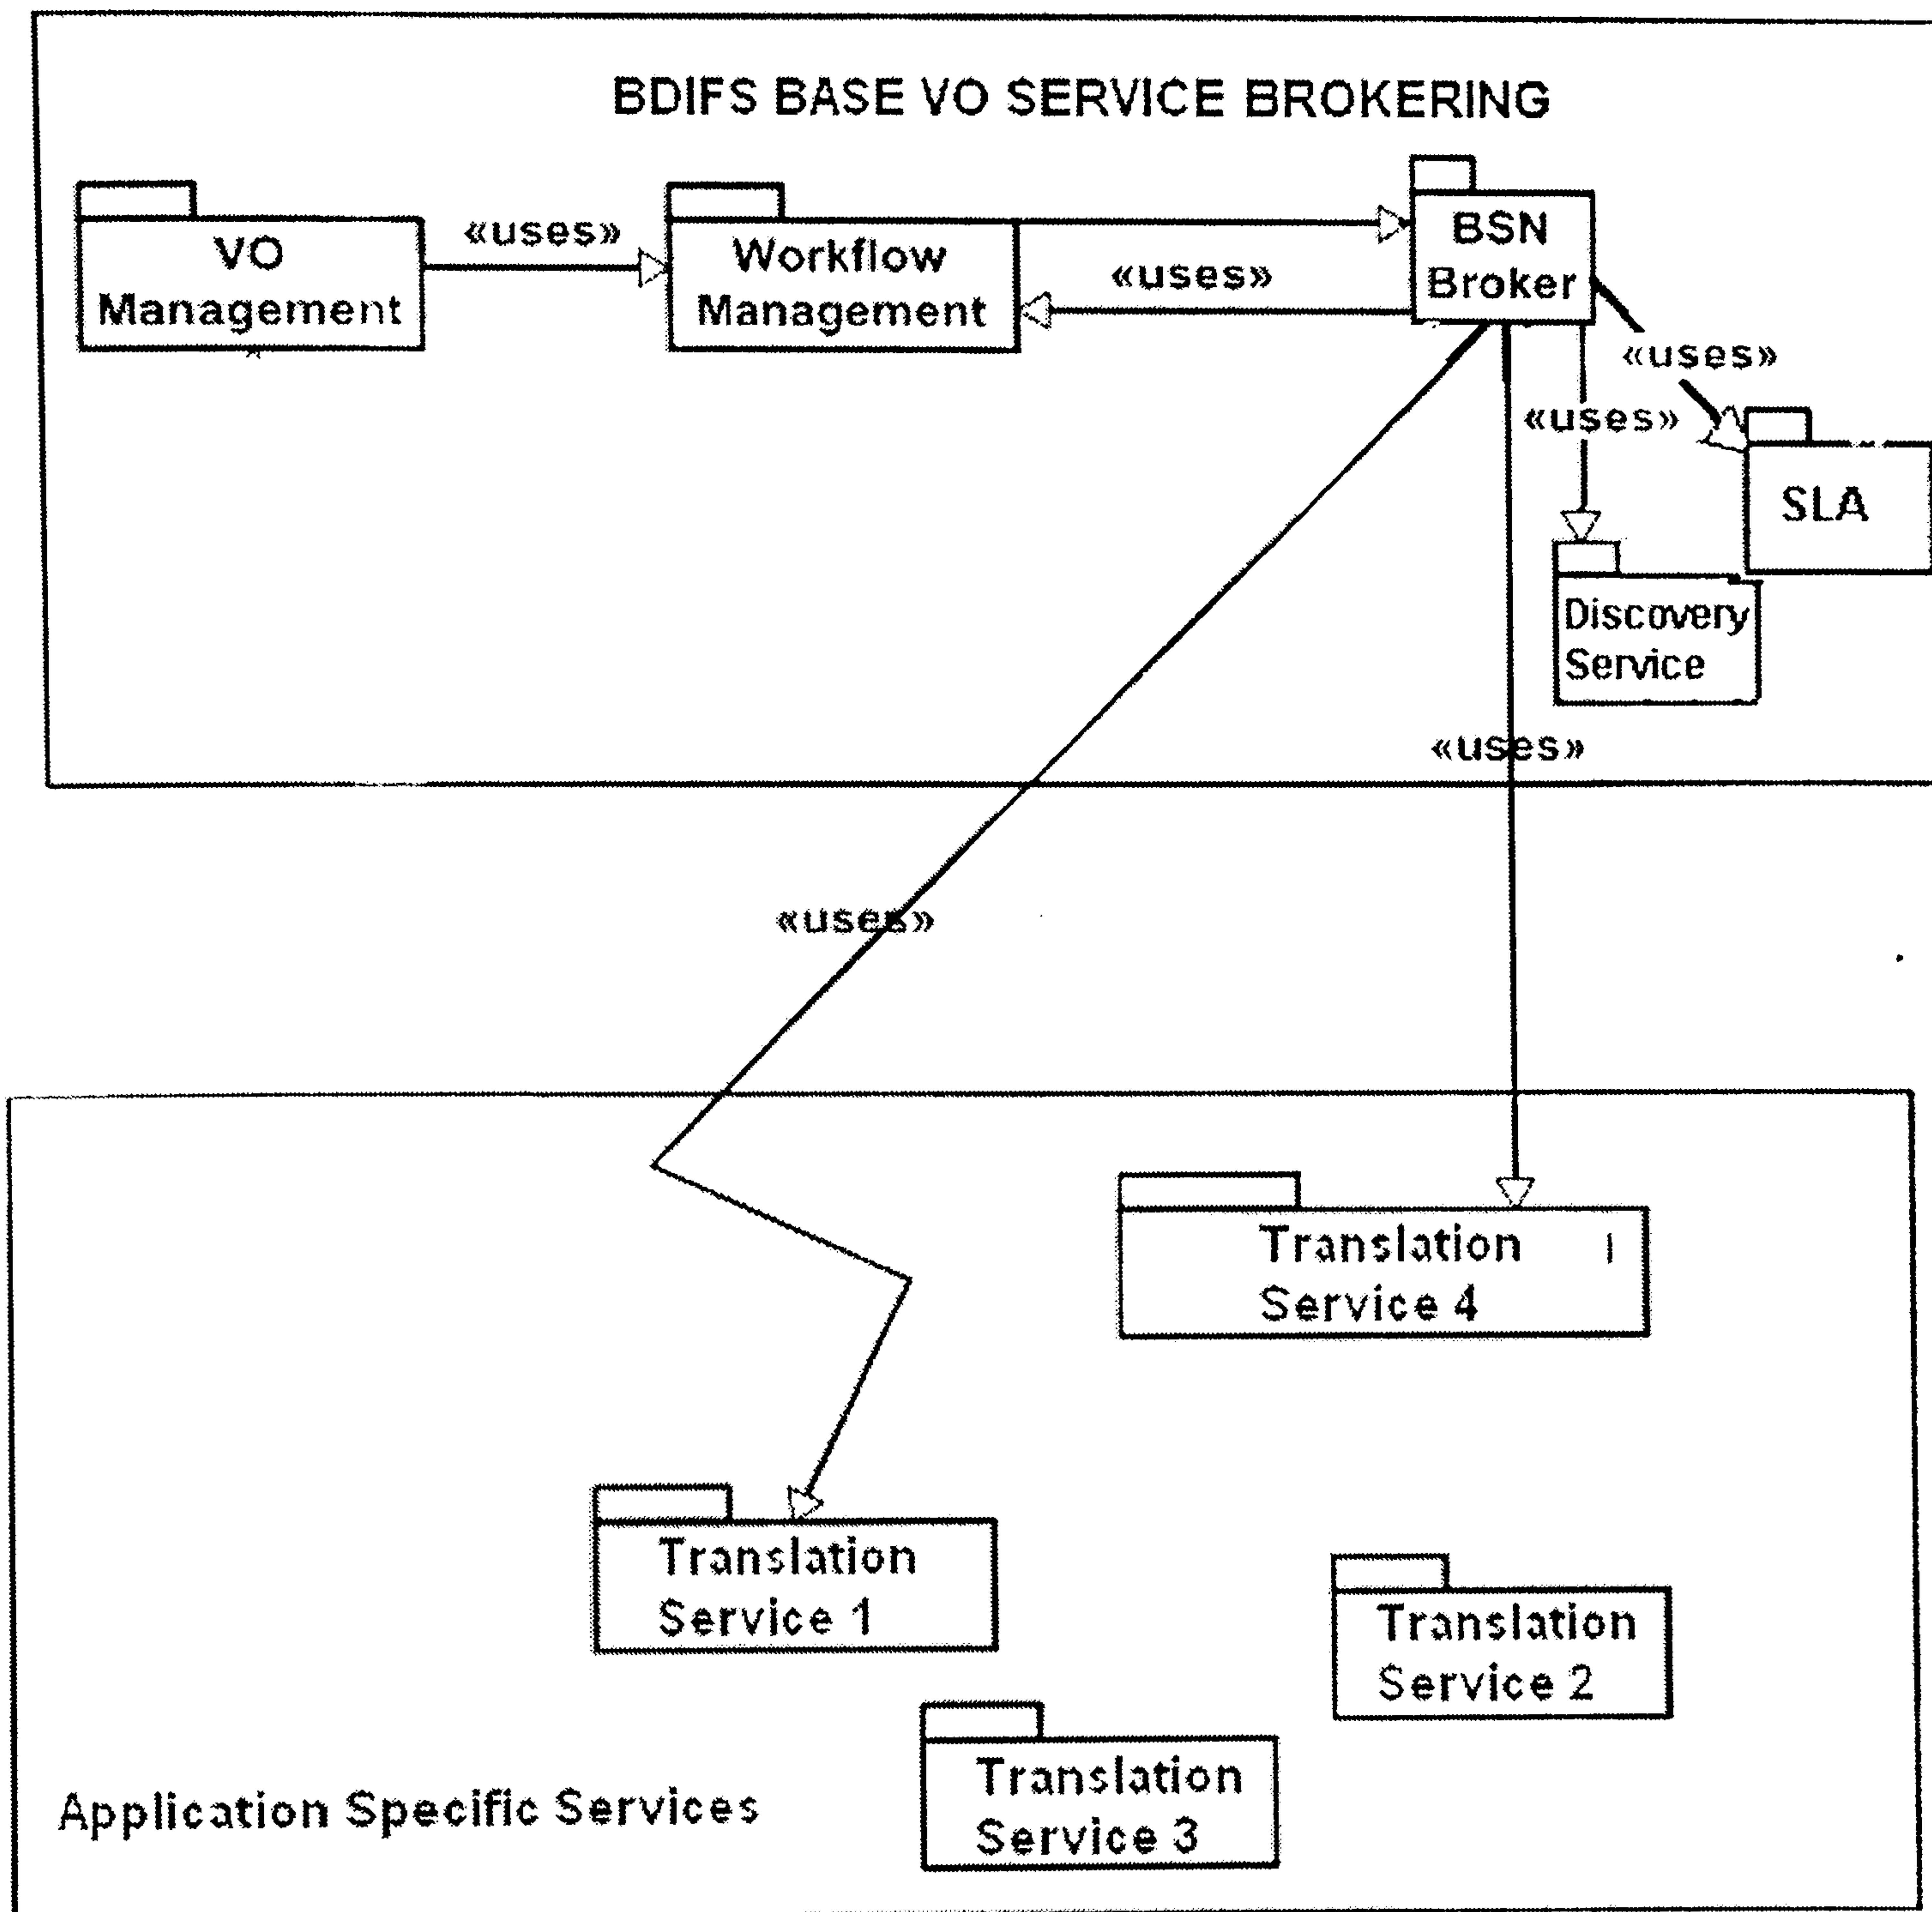 BDIFS BASE VO SERVICE BROKERING
VO
Management
«uses»
Workflow
Management
«uses»
BSN
Broker
«uses»
«uses»
SLA
Discovery
Service
«uses»
«uses»
Translation
Service 4
Translation
Service 1
Translation
Service 2
Translation
Service 3
Application Specific Services